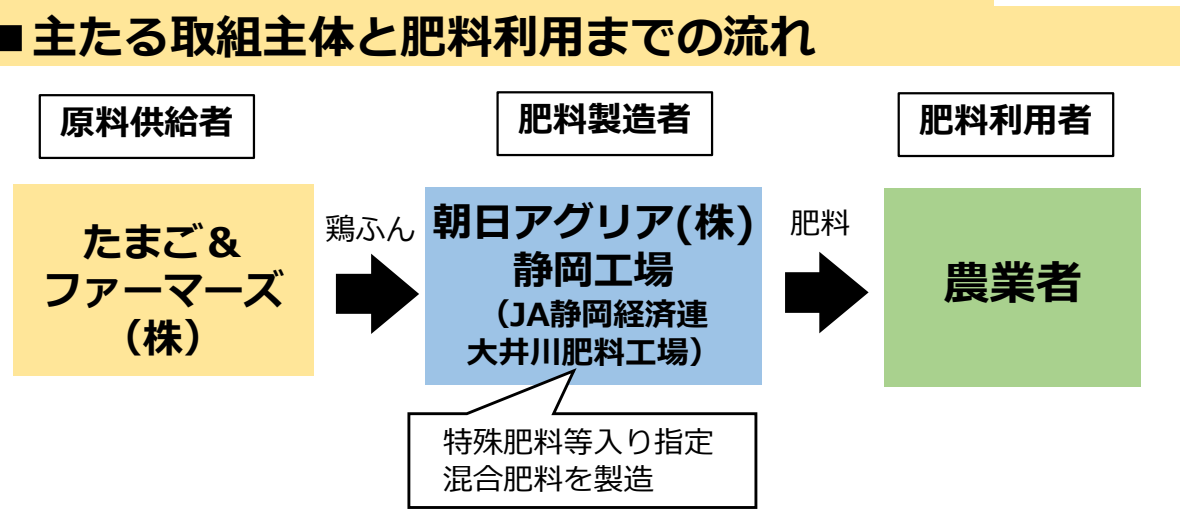 ■主たる取組主体と肥料利用までの流れ
原料供給者
肥料製造者
肥料利用者
たまご＆
ファーマーズ
（株）
鶏ふん
朝日アグリア(株)
静岡工場
（JA静岡経済連
大井川肥料工場）
肥料
農業者
特殊肥料等入り指定
混合肥料を製造